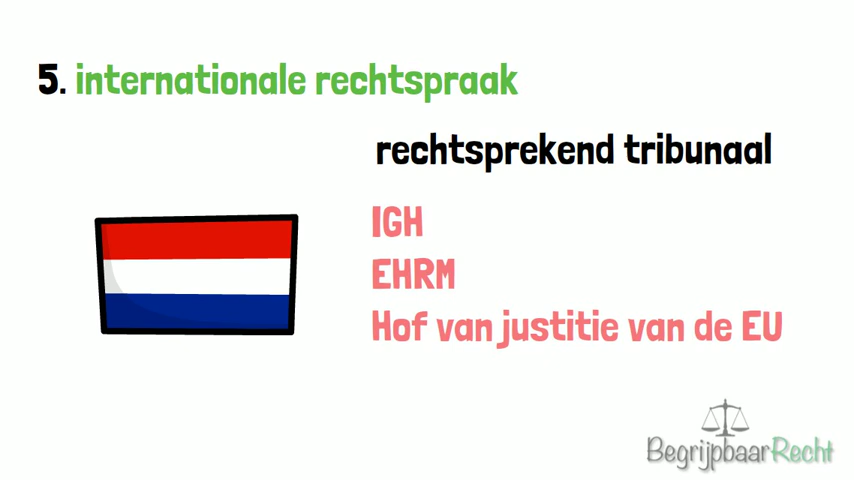 5. internationale rechtspraak
rechtsprekend tribunaal
IGH
EHRM
Hof van justitie van de EU
BegrijpbaarRecht